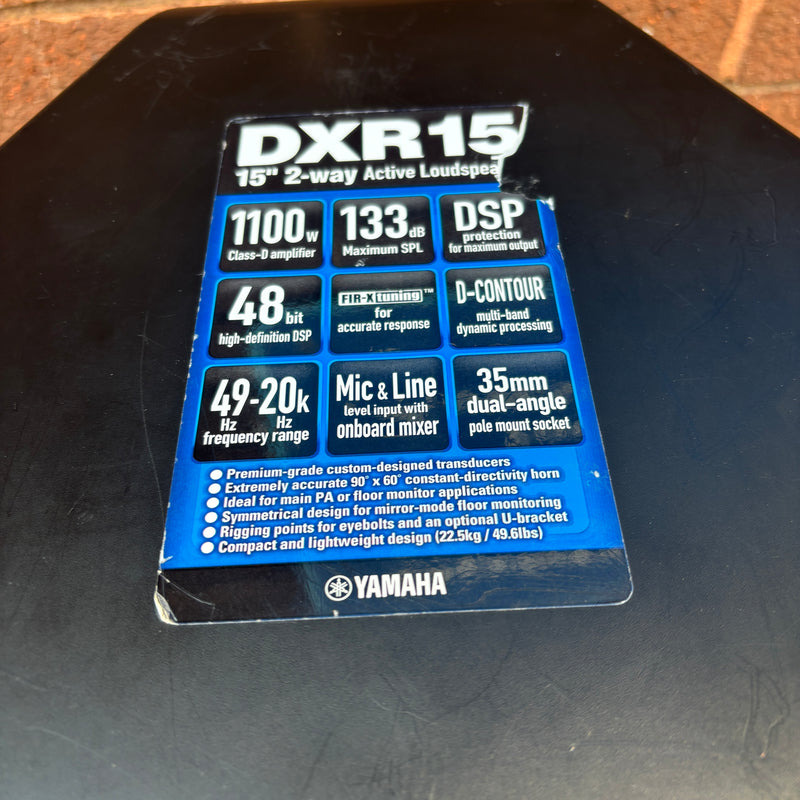 DXR15
15" 2-way Active Loudspea
1100W
Class-D amplifier
133dB
Maximum SPL
DSP
protection
for maximum output
48bit
high-definition DSP
FIR-X tuning™
for
accurate response
D-CONTOUR
multi-band
dynamic processing
49-20k
Hz Hz
frequency range
Mic & Line
level input with
onboard mixer
35mm
dual-angle
pole mount socket
● Premium-grade custom-designed transducers
● Extremely accurate 90° x 60° constant-directivity horn
● Ideal for main PA or floor monitor applications
● Symmetrical design for mirror-mode floor monitoring
● Rigging points for eyebolts and an optional U-bracket
● Compact and lightweight design (22.5kg / 49.6lbs)
YAMAHA